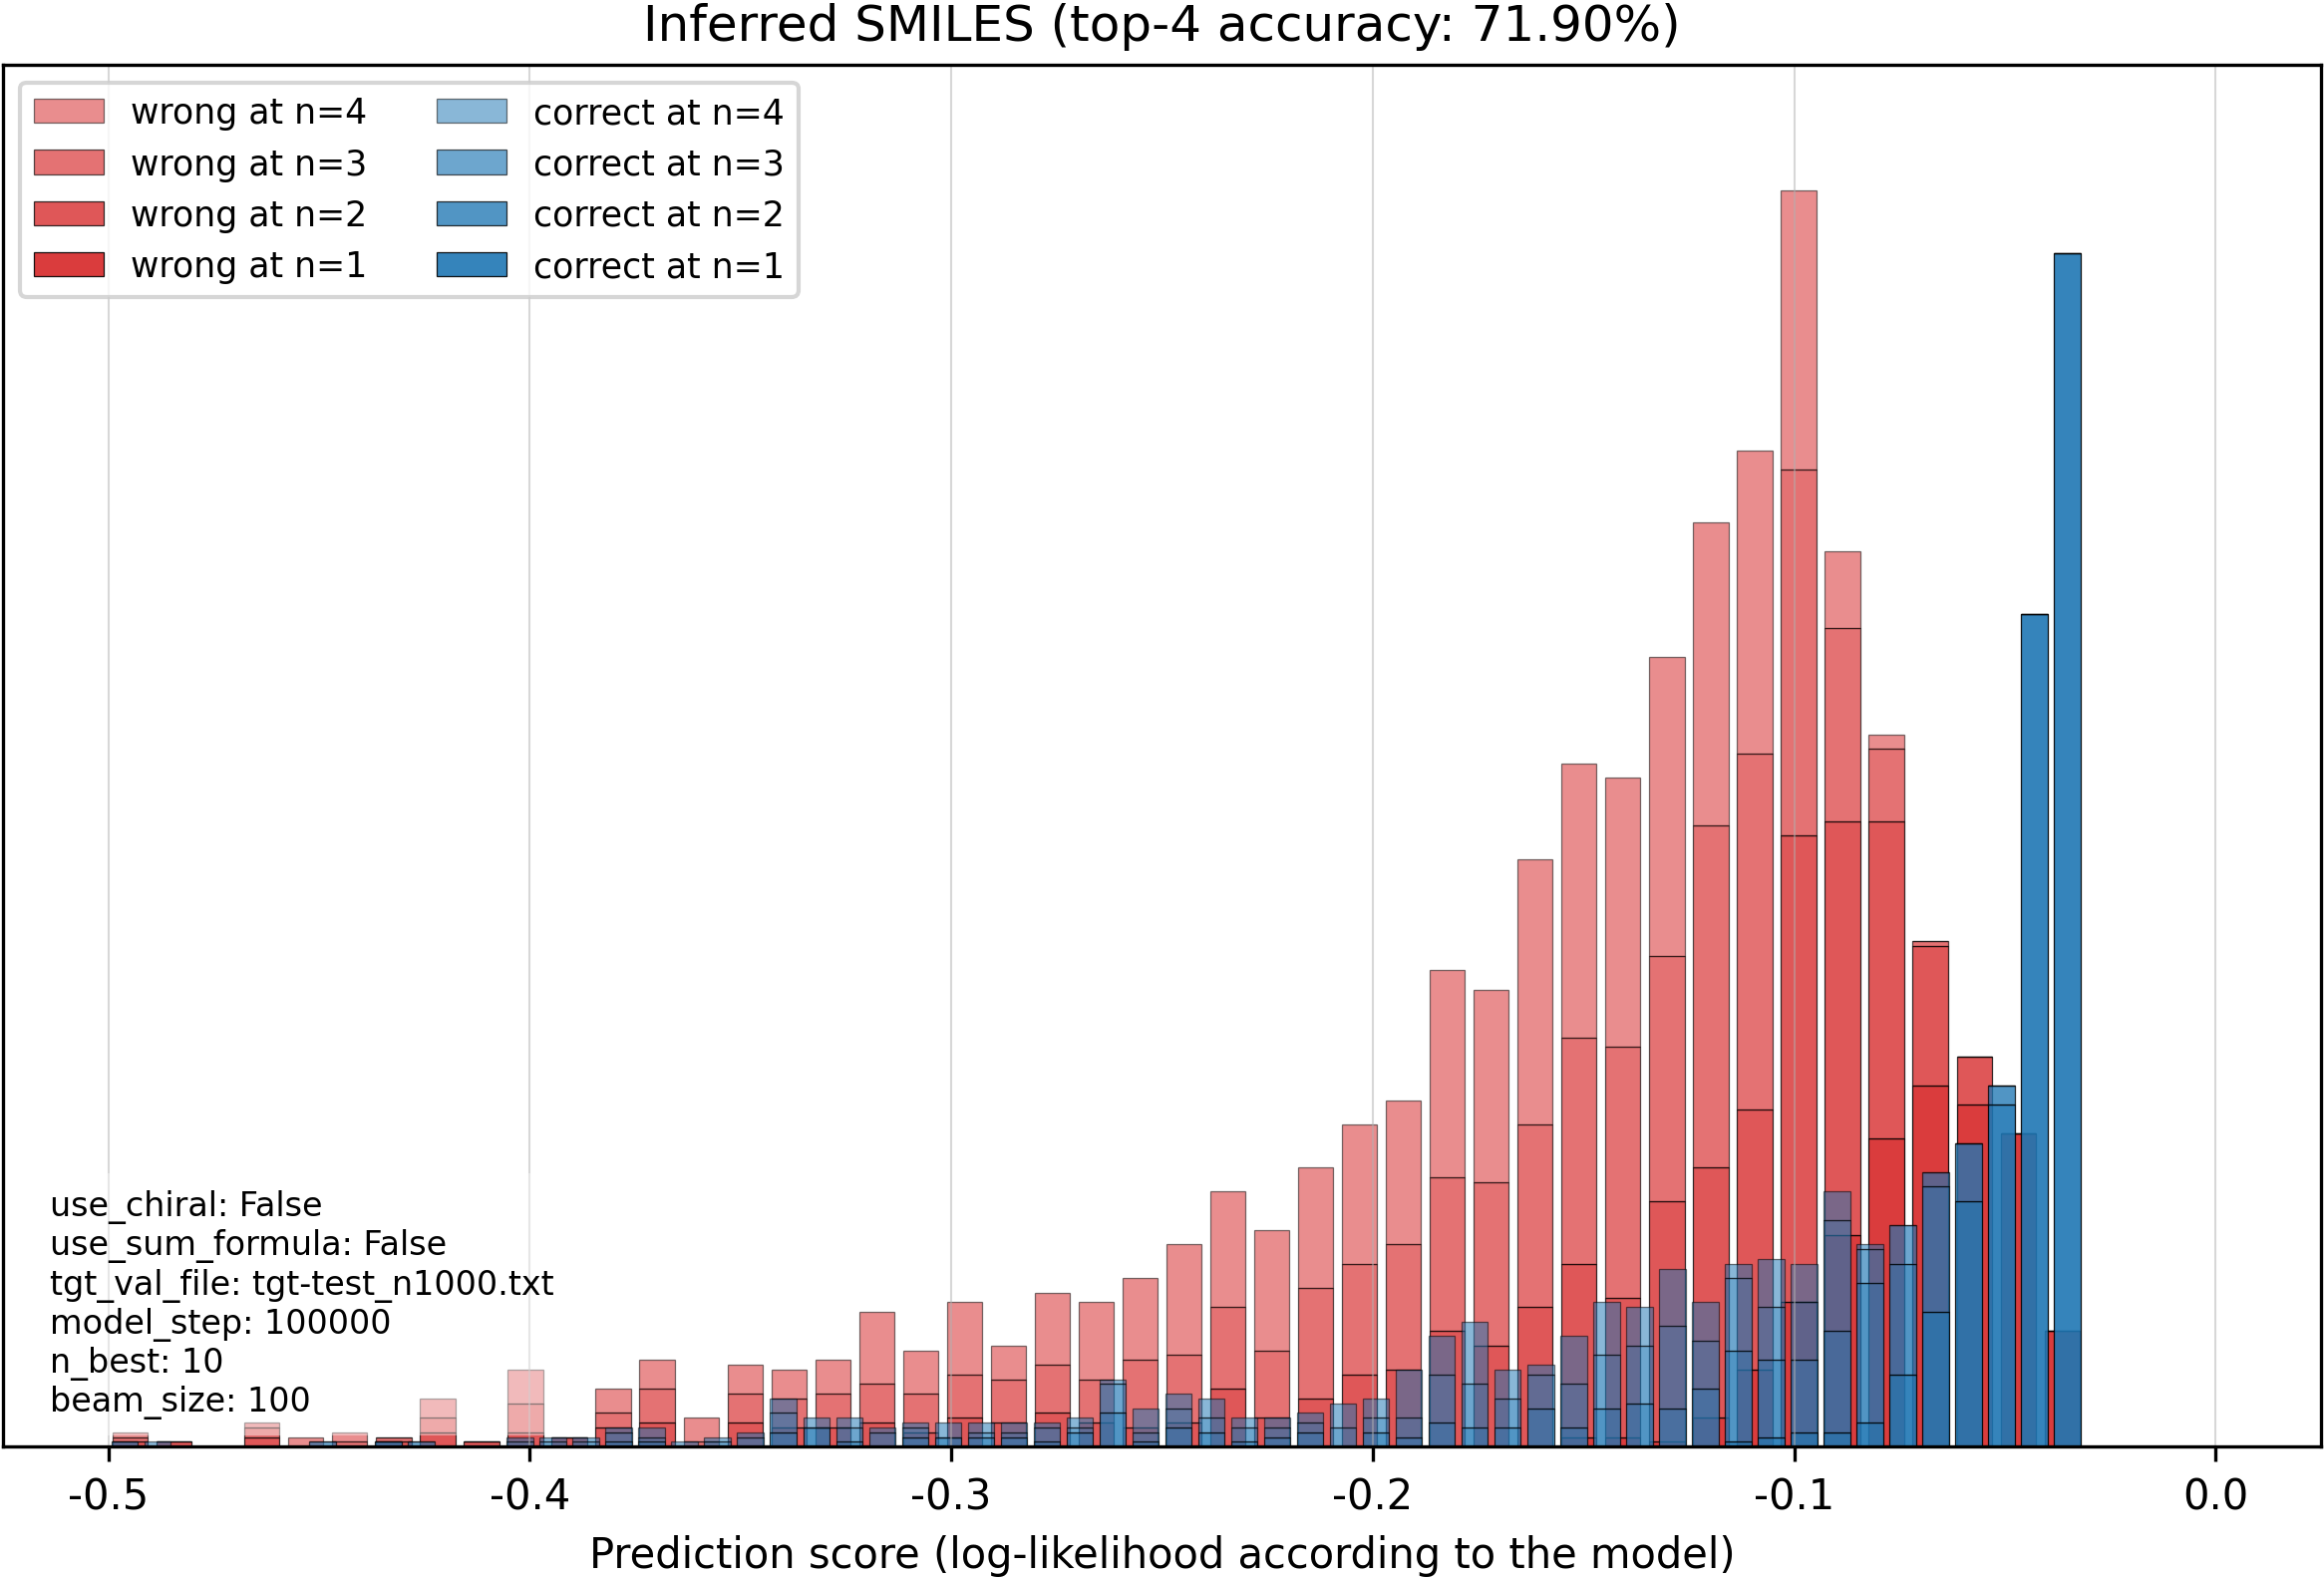 Inferred SMILES (top-4 accuracy: 71.90%)
wrong at n=4
wrong at n=3
wrong at n=2
wrong at n=1
correct at n=4
correct at n=3
correct at n=2
correct at n=1
use_chiral: False
use_sum_formula: False
tgt_val_file: tgt-test_n1000.txt
model_step: 100000
n_best: 10
beam_size: 100
-0.5 -0.4 -0.3 -0.2 -0.1 0.0
Prediction score (log-likelihood according to the model)